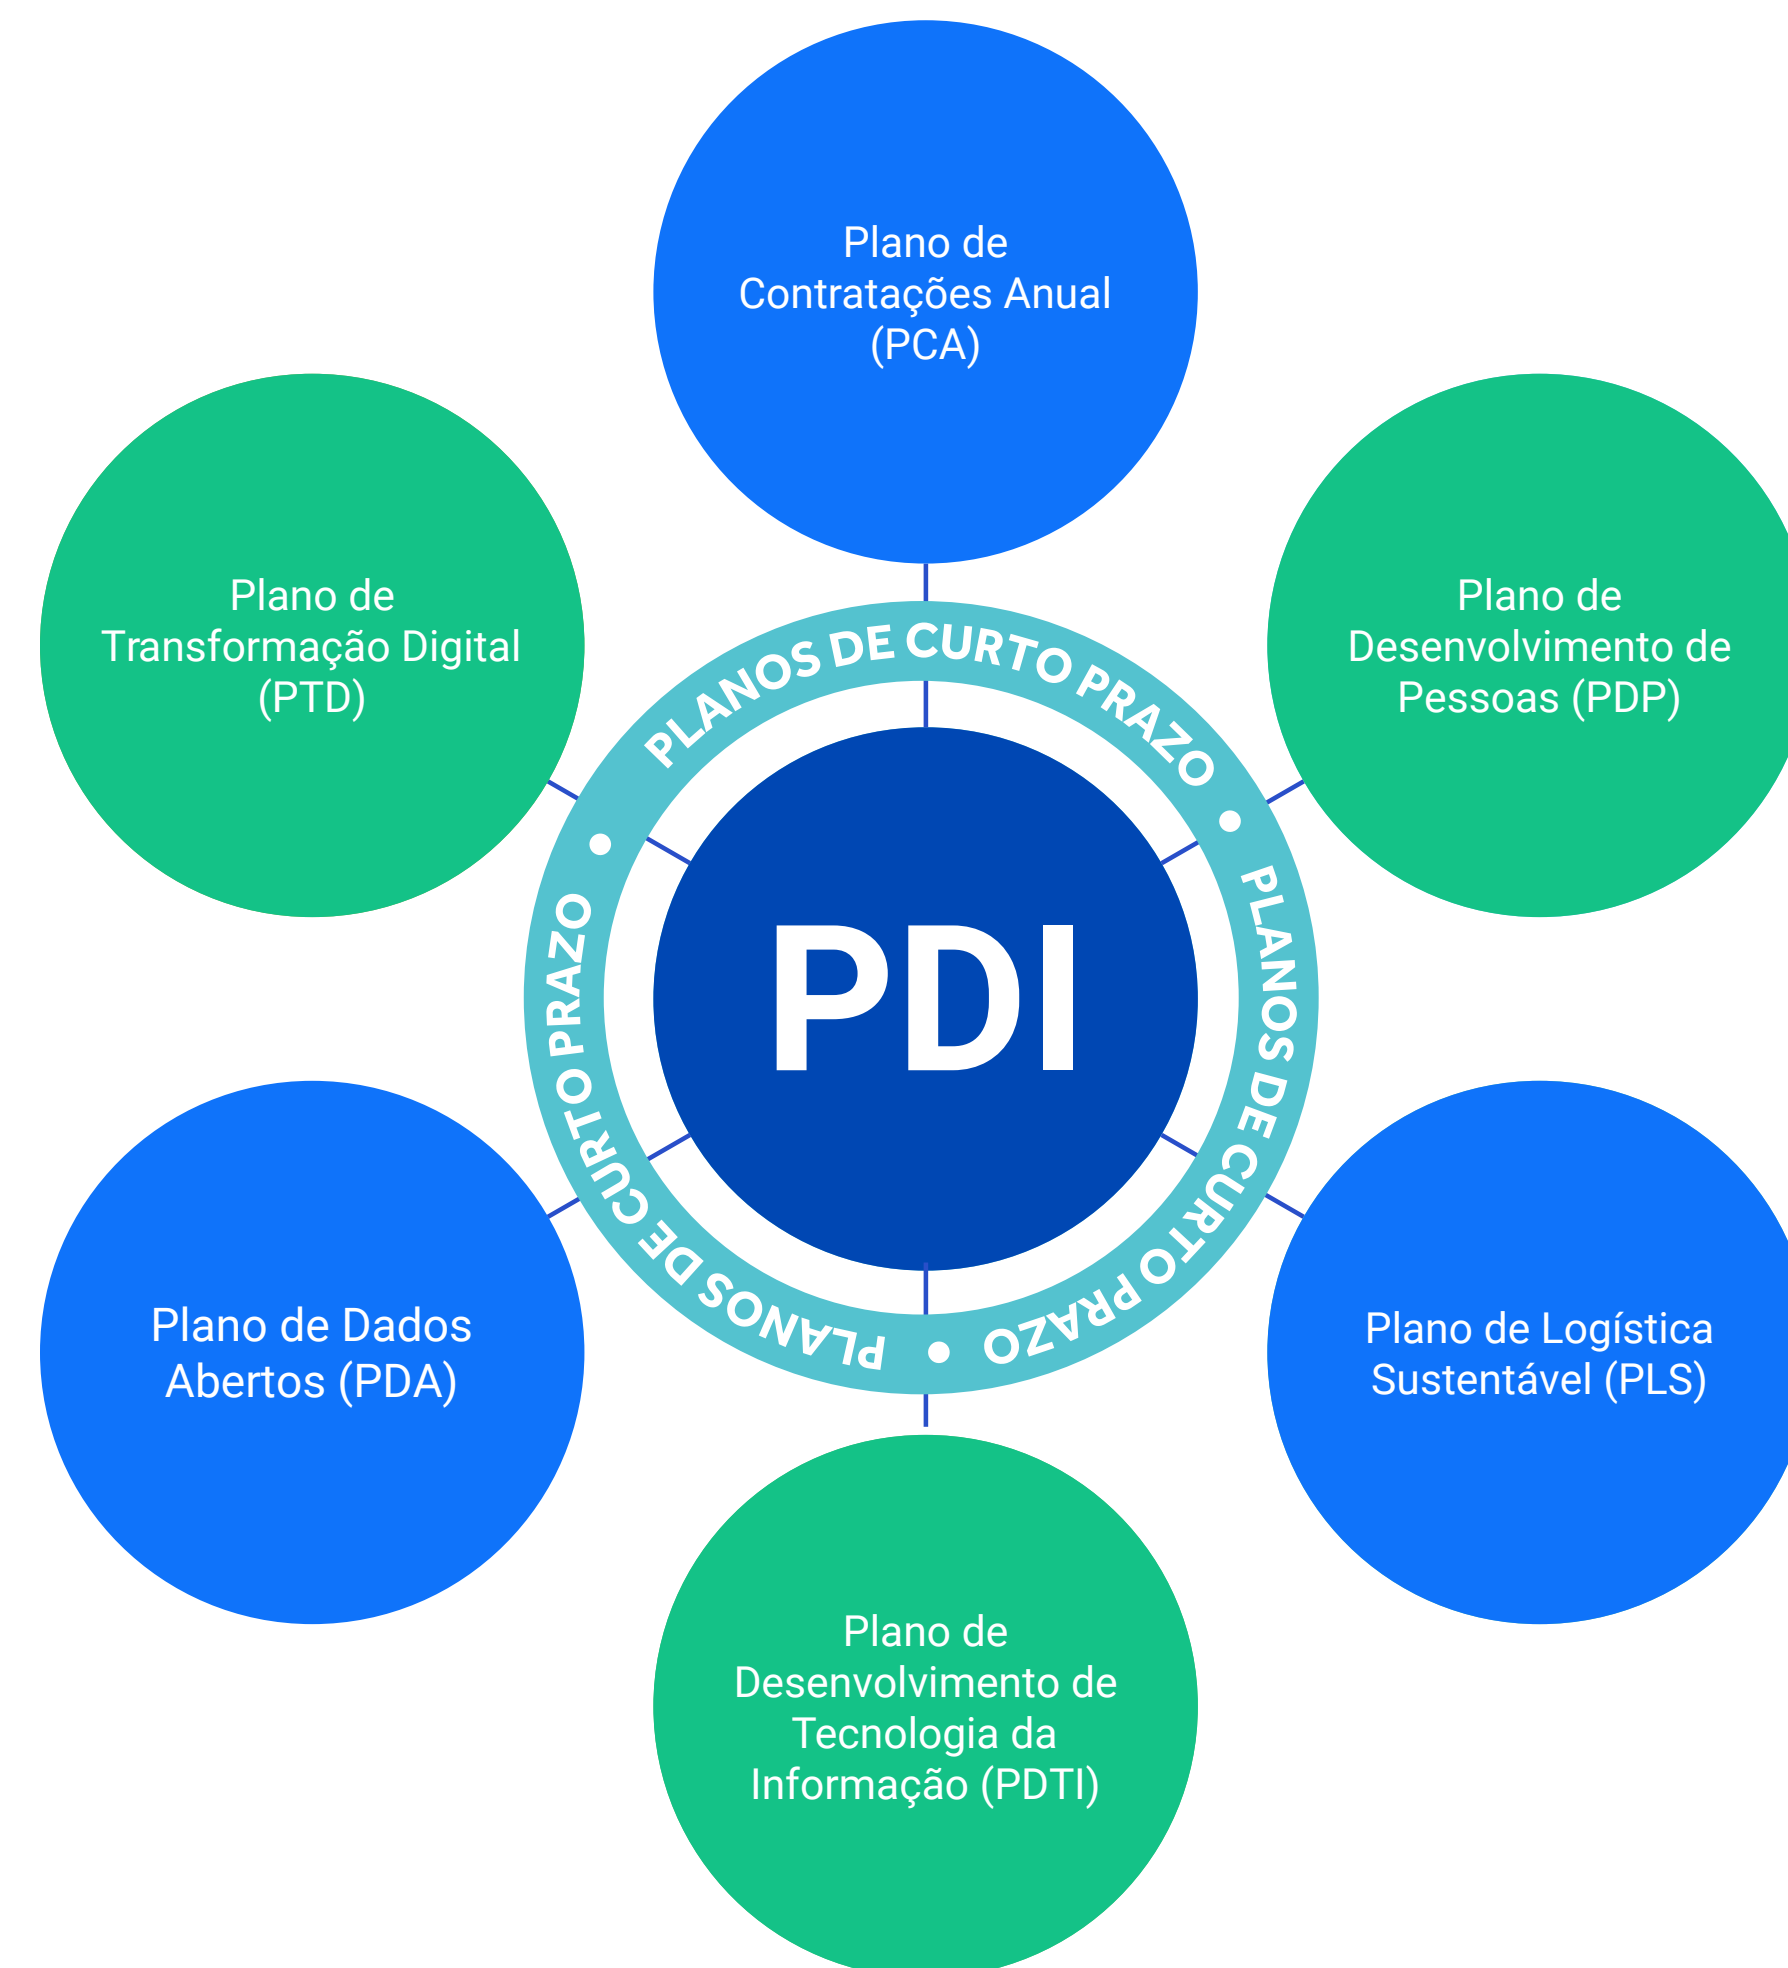 Plano de
Contratações Anual
(PCA)
Plano de
Transformação Digital
(PTD)
Plano de
Desenvolvimento de
Pessoas (PDP)
PLANOS DE CURTO PRAZO •
PLANOS DE CURTO PRAZO •
PLANOS DE CURTO PRAZO •
PDI
Plano de Dados
Abertos (PDA)
Plano de Logística
Sustentável (PLS)
Plano de
Desenvolvimento de
Tecnologia da
Informação (PDTI)